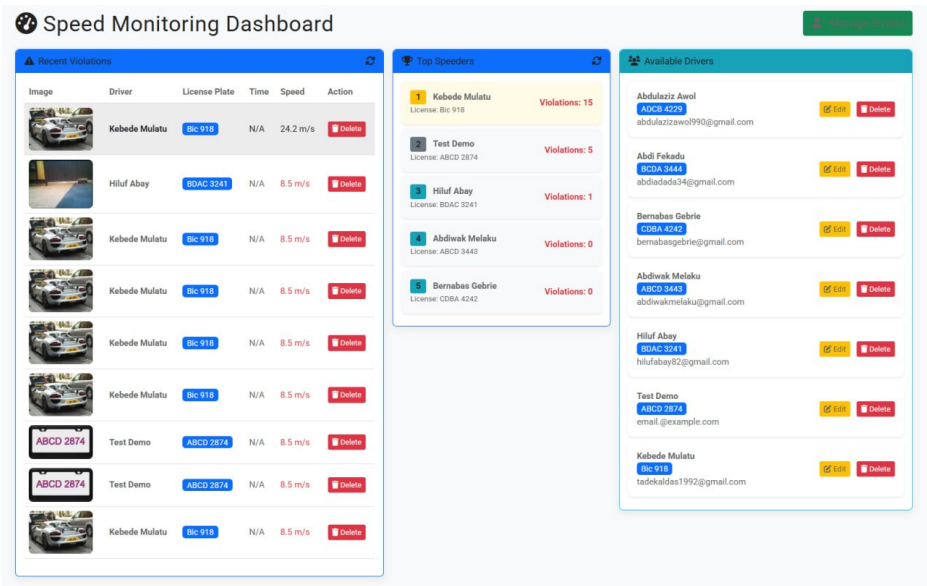 Speed Monitoring Dashboard
Manage Drivers
Recent Violations
Image Driver License Plate Time Speed Action
Kebede Mulatu Bic 918 N/A 24.2 m/s Delete
Hiluf Abay BDAC 3241 N/A 8.5 m/s Delete
Kebede Mulatu Bic 918 N/A 8.5 m/s Delete
Kebede Mulatu Bic 918 N/A 8.5 m/s Delete
Kebede Mulatu Bic 918 N/A 8.5 m/s Delete
Kebede Mulatu Bic 918 N/A 8.5 m/s Delete
ABCD 2874 Test Demo ABCD 2874 N/A 8.5 m/s Delete
ABCD 2874 Test Demo ABCD 2874 N/A 8.5 m/s Delete
Kebede Mulatu Bic 918 N/A 8.5 m/s Delete
Top Speeders
1 Kebede Mulatu
License: Bic 918
Violations: 15
2 Test Demo
License: ABCD 2874
Violations: 5
3 Hiluf Abay
License: BDAC 3241
Violations: 1
4 Abdiwak Melaku
License: ABCD 3443
Violations: 0
5 Bernabas Gebrie
License: CDBA 4242
Violations: 0
Available Drivers
Abdulaziz Awol
ADCB 4229
abdulazizawol990@gmail.com
Edit Delete
Abdi Fekadu
BCDA 3444
abdiadada34@gmail.com
Edit Delete
Bernabas Gebrie
CDBA 4242
bernabasgebrie@gmail.com
Edit Delete
Abdiwak Melaku
ABCD 3443
abdiwakmelaku@gmail.com
Edit Delete
Hiluf Abay
BDAC 3241
hilufabay82@gmail.com
Edit Delete
Test Demo
ABCD 2874
email.@example.com
Edit Delete
Kebede Mulatu
Bic 918
tadekaldas1992@gmail.com
Edit Delete